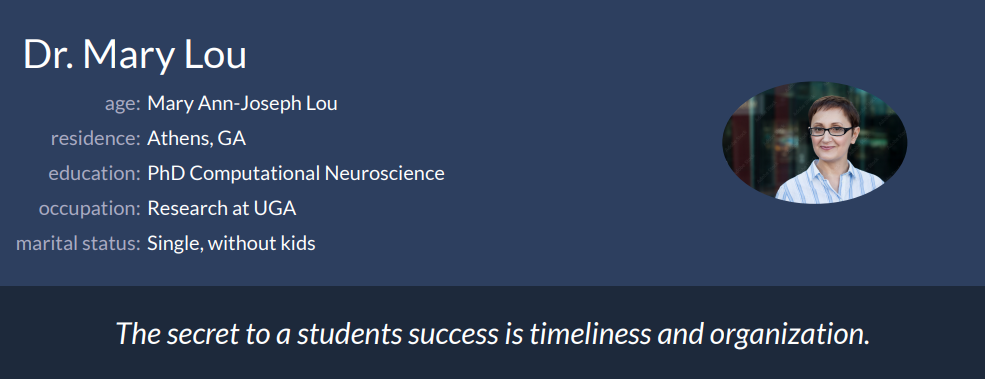 Dr. Mary Lou
age: Mary Ann-Joseph Lou
residence: Athens, GA
education: PhD Computational Neuroscience
occupation: Research at UGA
marital status: Single, without kids
The secret to a students success is timeliness and organization.